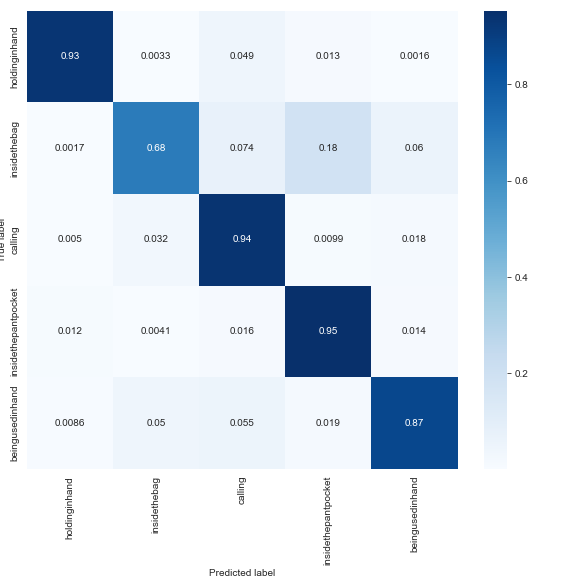 holdinginhand
0.93 0.0033 0.049 0.013 0.0016
0.8
insidethebag
0.0017 0.68 0.074 0.18 0.06
0.6
True label
calling
0.005 0.032 0.94 0.0099 0.018
0.4
insidethepantpocket
0.012 0.0041 0.016 0.95 0.014
0.2
beingusedinhand
0.0086 0.05 0.055 0.019 0.87
holdinginhand
insidethebag
calling
insidethepantpocket
beingusedinhand
Predicted label